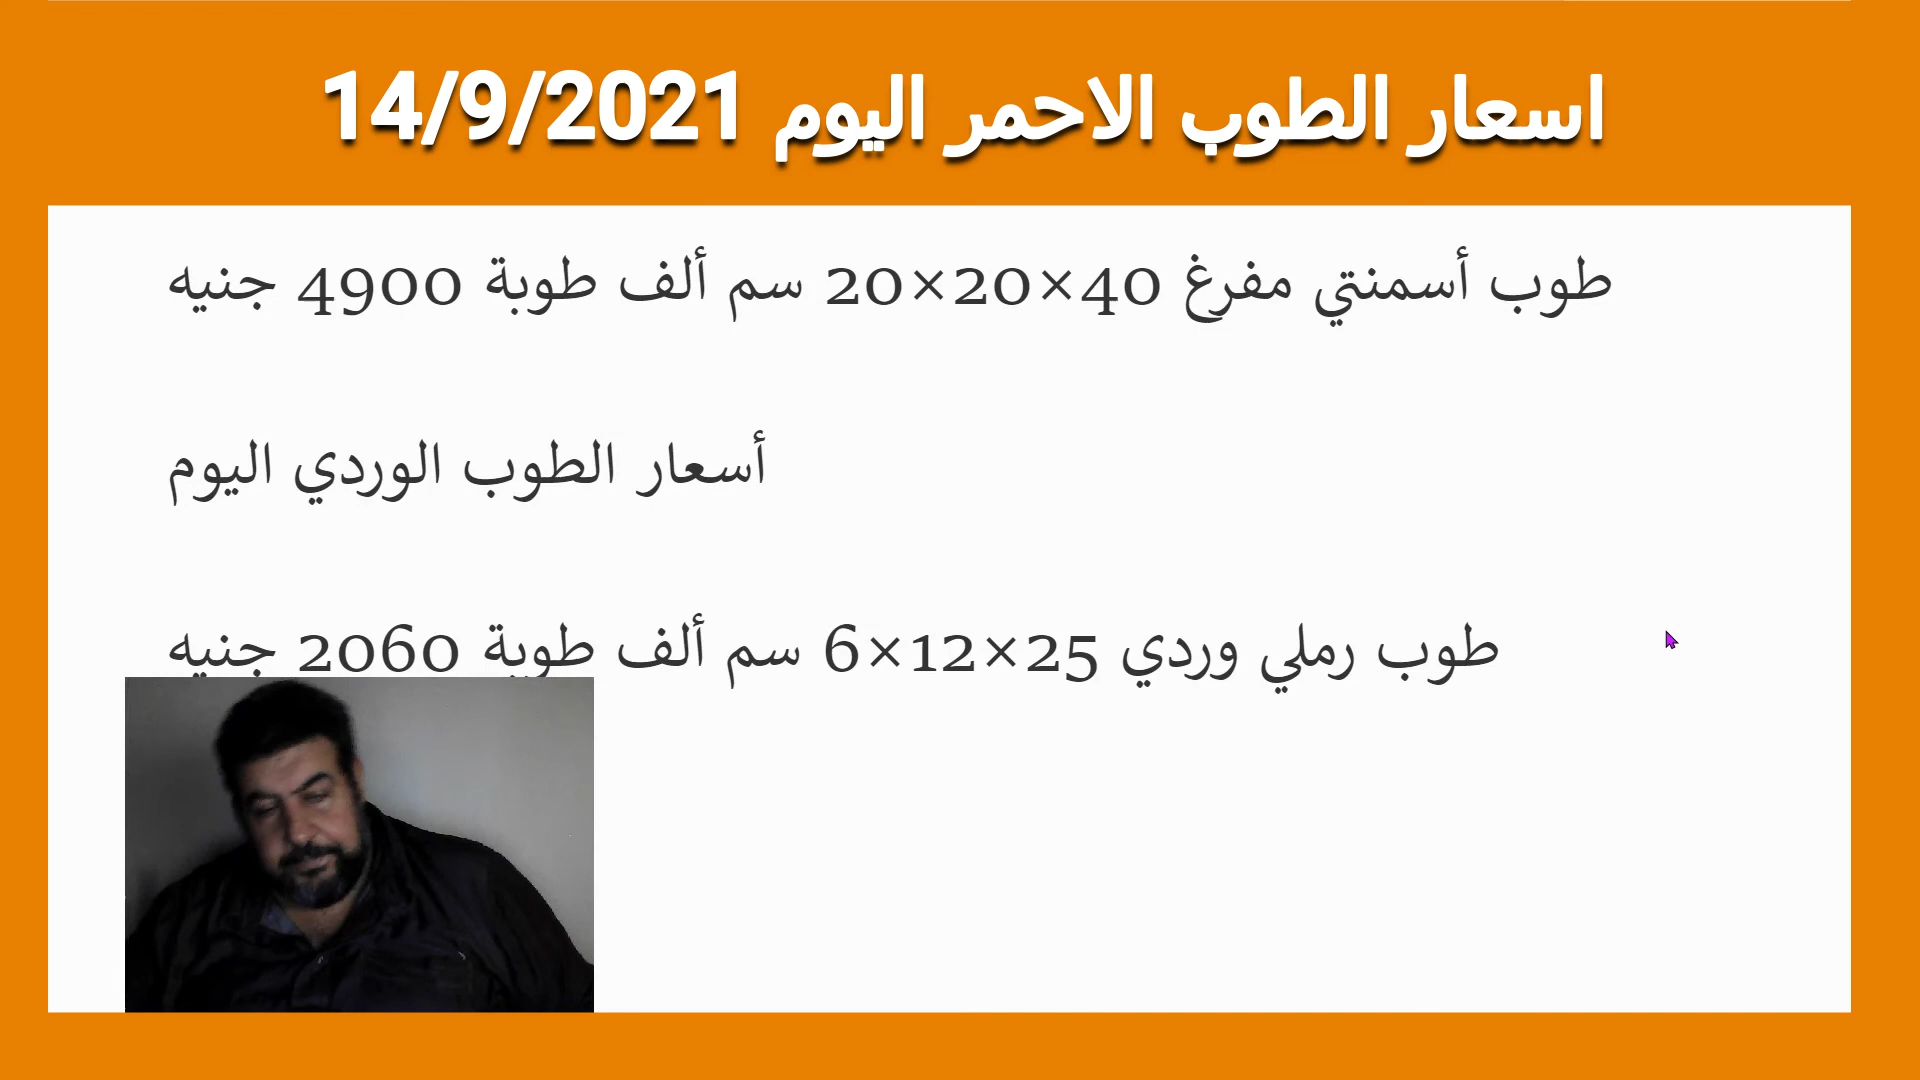 اسعار الطوب الاحمر اليوم 14/9/2021
طوب أسمنتي مفرغ 40×20×20 سم ألف طوبة 4900 جنيه
أسعار الطوب الوردي اليوم
طوب رملي وردي 25×12×6 سم ألف طوبة 2060 جنيه